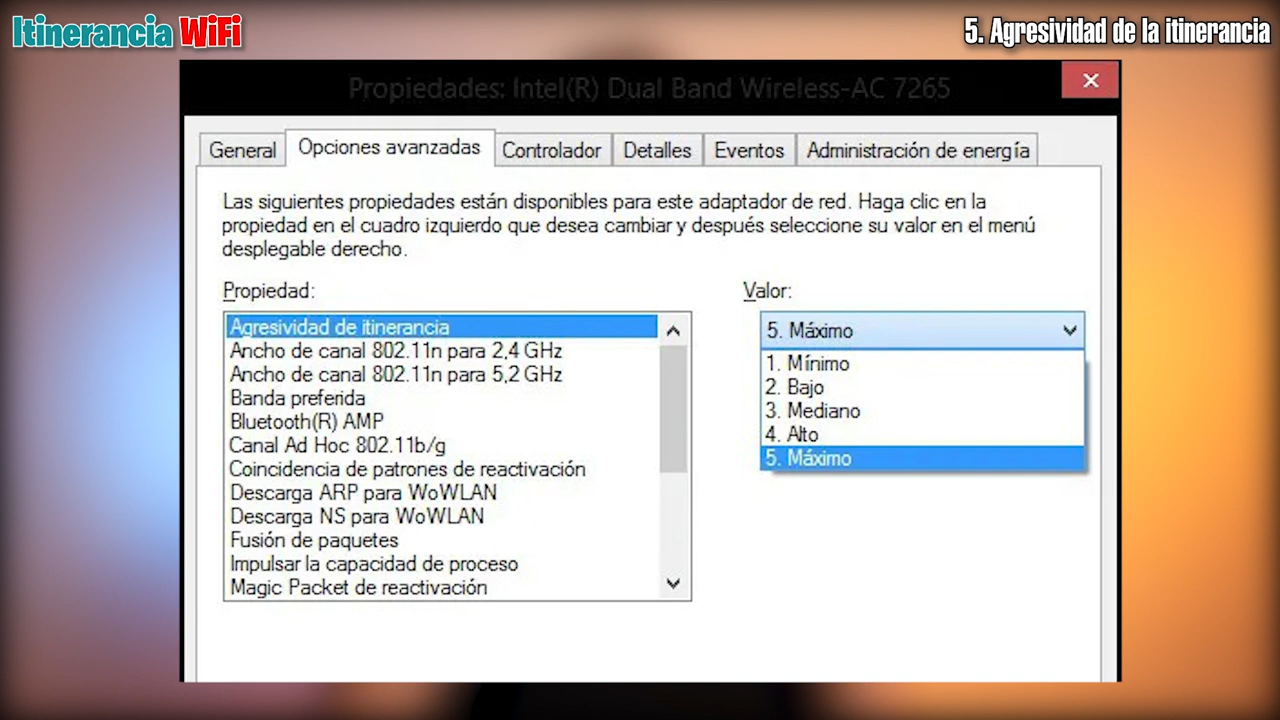 Itinerancia WiFi
5. Agresividad de la itinerancia
Propiedades: Intel(R) Dual Band Wireless-AC 7265
General
Opciones avanzadas
Controlador
Detalles
Eventos
Administración de energía
Las siguientes propiedades están disponibles para este adaptador de red. Haga clic en la
propiedad en el cuadro izquierdo que desea cambiar y después seleccione su valor en el menú
desplegable derecho.
Propiedad:
Agresividad de itinerancia
Ancho de canal 802.11n para 2,4 GHz
Ancho de canal 802.11n para 5,2 GHz
Banda preferida
Bluetooth(R) AMP
Canal Ad Hoc 802.11b/g
Coincidencia de patrones de reactivación
Descarga ARP para WoWLAN
Descarga NS para WoWLAN
Fusión de paquetes
Impulsar la capacidad de proceso
Magic Packet de reactivación
Valor:
5. Máximo
1. Mínimo
2. Bajo
3. Mediano
4. Alto
5. Máximo